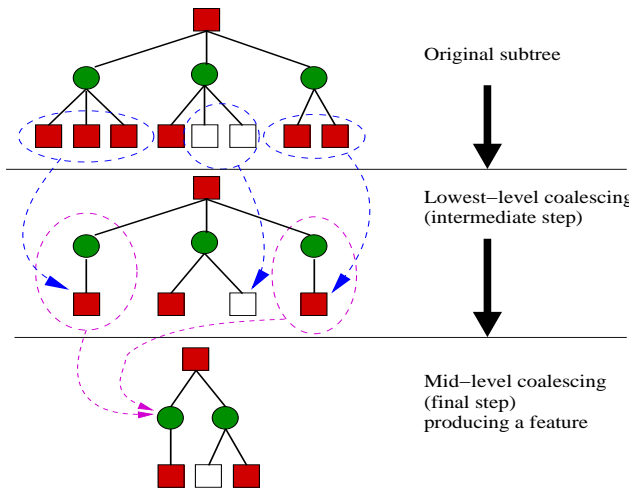 Original subtree
Lowest−level coalescing
(intermediate step)
Mid−level coalescing
(final step)
producing a feature